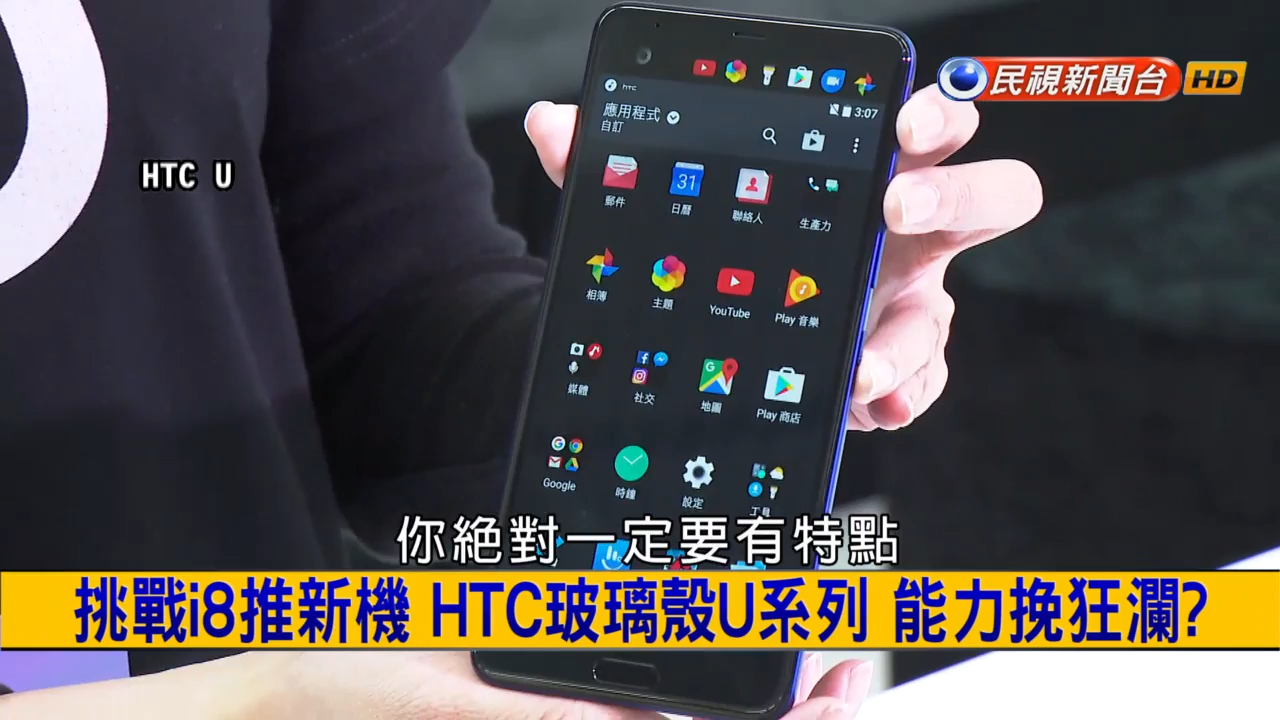 民視新聞台 HD
HTC U
htc
3:07
應用程式
自訂
郵件
31
日曆
聯絡人
生產力
相簿
主題
YouTube
Play 音樂
媒體
社交
地圖
Play 商店
Google
時鐘
設定
工具
你絕對一定要有特點
挑戰i8推新機 HTC玻璃殼U系列 能力挽狂瀾?